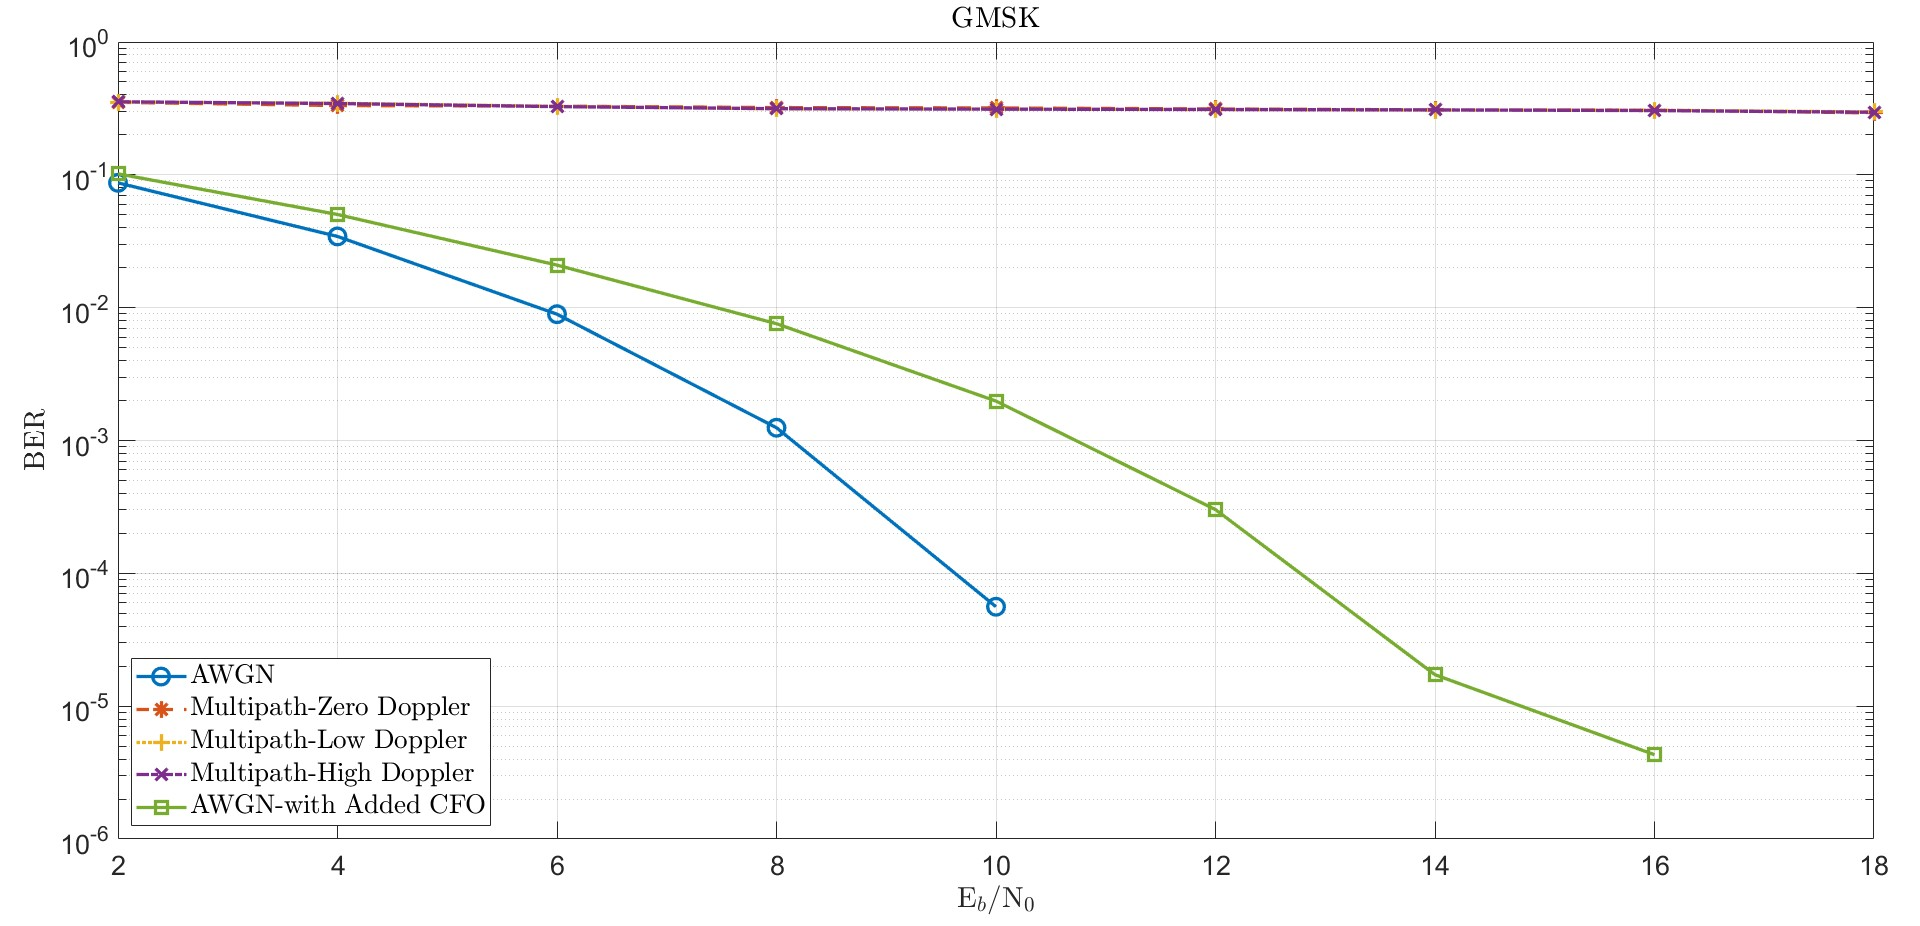 GMSK
10^0
10^-1
10^-2
10^-3
10^-4
10^-5
10^-6
BER
AWGN
Multipath-Zero Doppler
Multipath-Low Doppler
Multipath-High Doppler
AWGN-with Added CFO
2 4 6 8 10 12 14 16 18
E_b/N_0